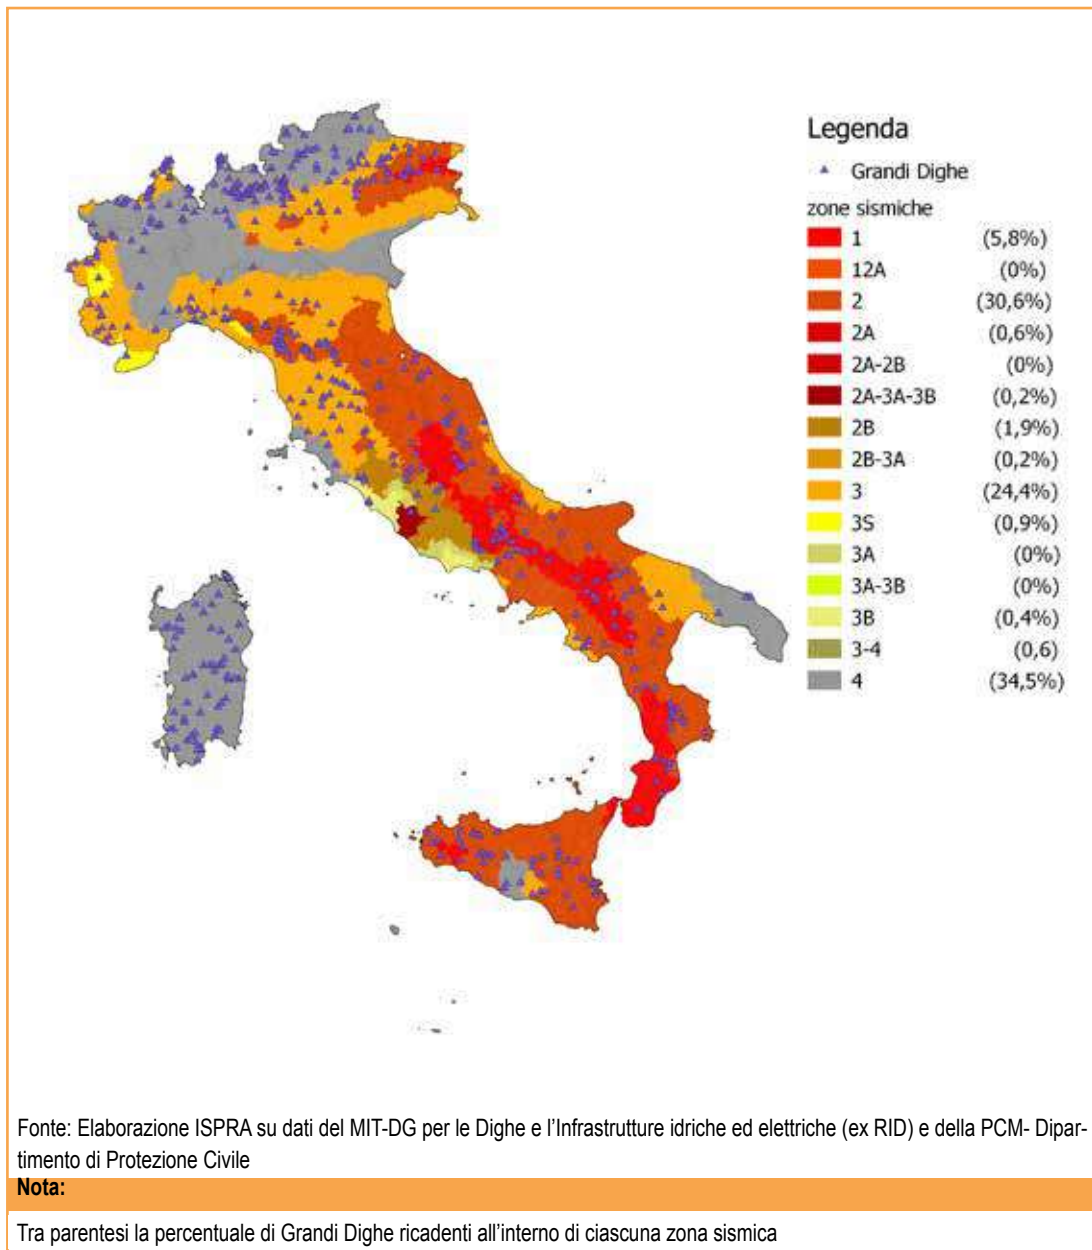 Legenda
Grandi Dighe
zone sismiche
1 (5,8%)
12A (0%)
2 (30,6%)
2A (0,6%)
2A-2B (0%)
2A-3A-3B (0,2%)
2B (1,9%)
2B-3A (0,2%)
3 (24,4%)
3S (0,9%)
3A (0%)
3A-3B (0%)
3B (0,4%)
3-4 (0,6)
4 (34,5%)
Fonte: Elaborazione ISPRA su dati del MIT-DG per le Dighe e l'Infrastrutture idriche ed elettriche (ex RID) e della PCM- Dipar-
timento di Protezione Civile
Nota:
Tra parentesi la percentuale di Grandi Dighe ricadenti all'interno di ciascuna zona sismica